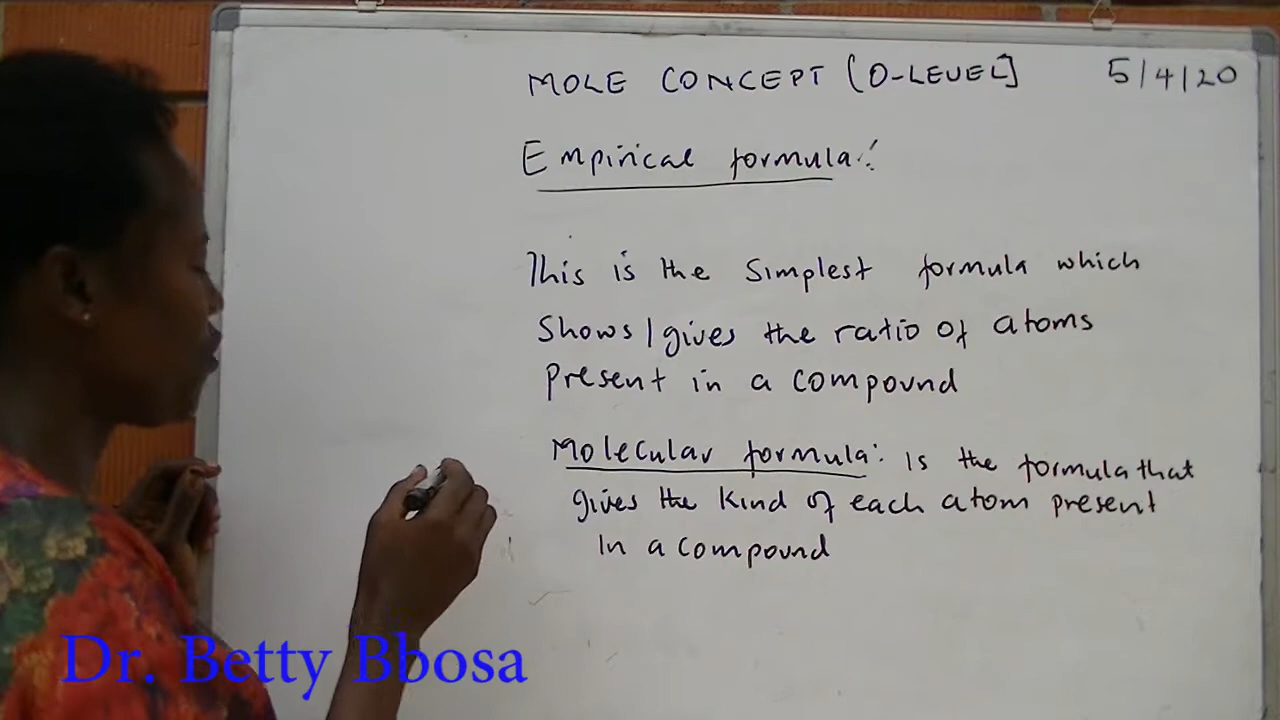 MOLE CONCEPT (O-LEVEL] 5/4/20
Empirical formula:
This is the simplest formula which
shows/gives the ratio of atoms
present in a compound
Molecular formula: is the formula that
gives the kind of each atom present
in a compound
Dr. Betty Bbosa